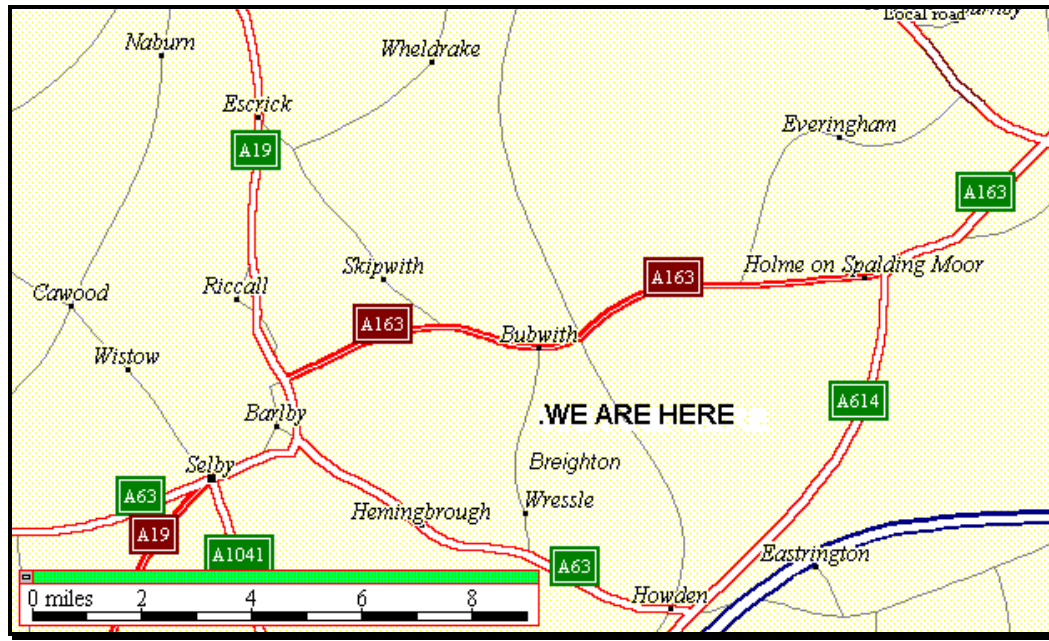 Local road
Naburn
Wheldrake
Escrick
Everingham
A19
A163
Holme on Spalding Moor
Skipwith
A163
Riccall
Cawood
A163
Bubwith
Wistow
A614
Barlby
.WE ARE HERE
Breighton
Selby
A63
Wressle
Hemingbrough
A19
A1041
Eastrington
A63
Howden
0 miles 2 4 6 8